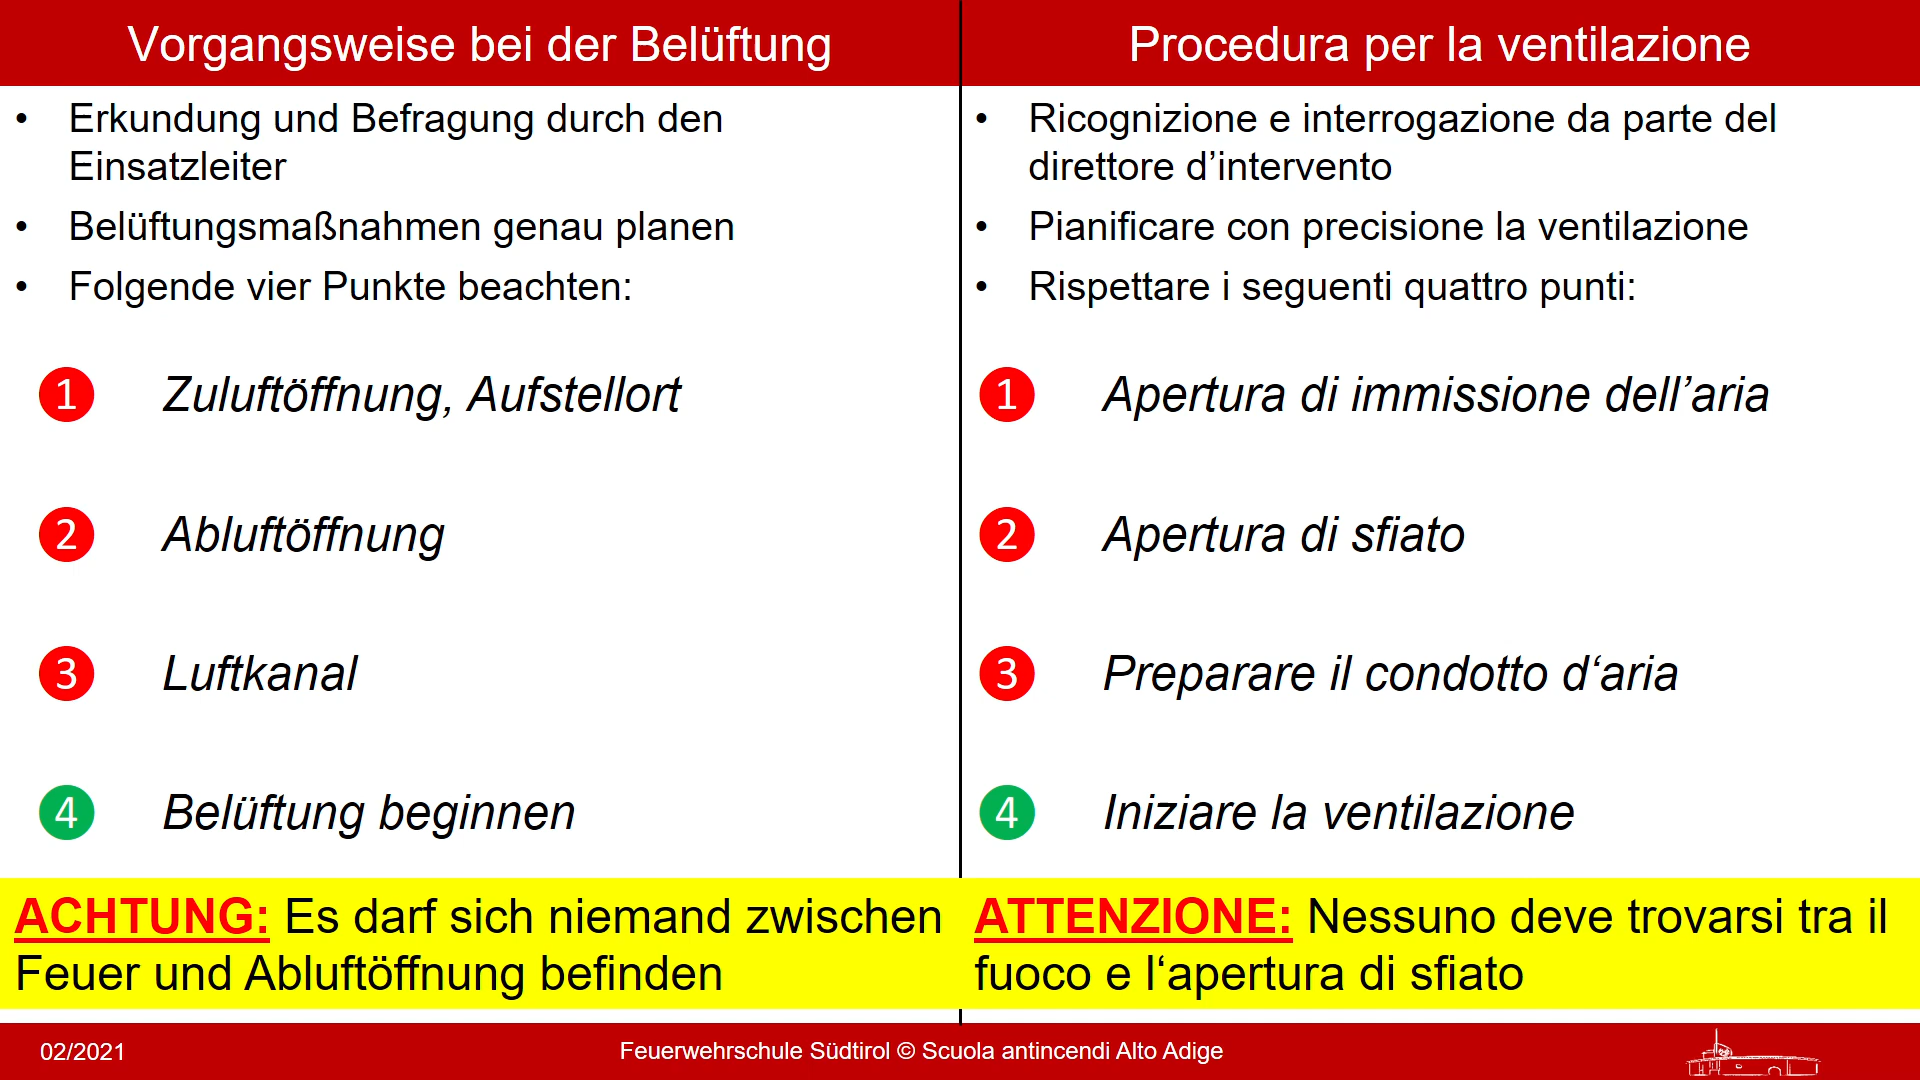 Vorgangsweise bei der Belüftung
• Erkundung und Befragung durch den
Einsatzleiter
• Belüftungsmaßnahmen genau planen
• Folgende vier Punkte beachten:
1 Zuluftöffnung, Aufstellort
2 Abluftöffnung
3 Luftkanal
4 Belüftung beginnen
ACHTUNG: Es darf sich niemand zwischen
Feuer und Abluftöffnung befinden
Procedura per la ventilazione
• Ricognizione e interrogazione da parte del
direttore d’intervento
• Pianificare con precisione la ventilazione
• Rispettare i seguenti quattro punti:
1 Apertura di immissione dell’aria
2 Apertura di sfiato
3 Preparare il condotto d‘aria
4 Iniziare la ventilazione
ATTENZIONE: Nessuno deve trovarsi tra il
fuoco e l‘apertura di sfiato
02/2021
Feuerwehrschule Südtirol © Scuola antincendi Alto Adige